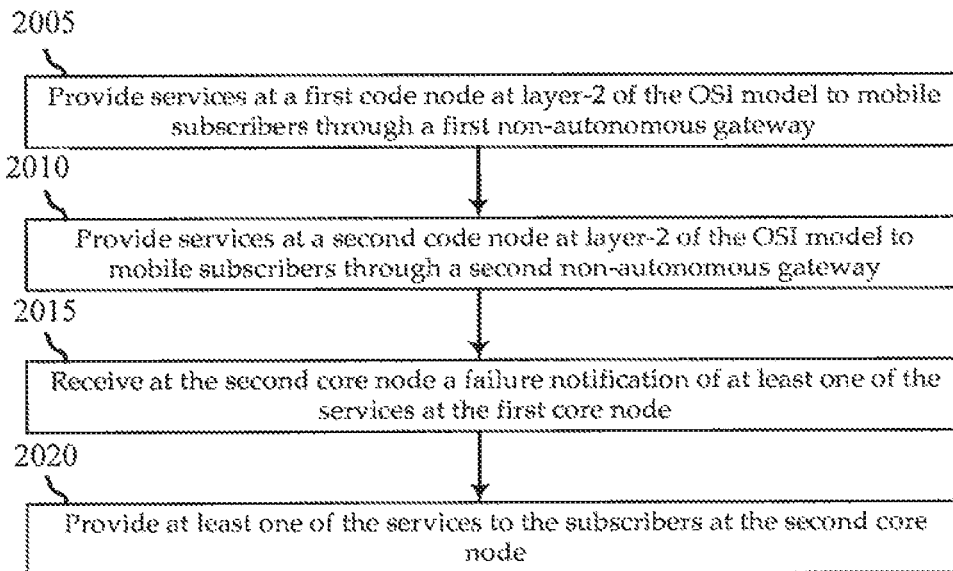 2005
Provide services at a first code node at layer-2 of the OSI model to mobile
subscribers through a first non-autonomous gateway
2010
Provide services at a second code node at layer-2 of the OSI model to
mobile subscribers through a second non-autonomous gateway
2015
Receive at the second core node a failure notification of at least one of the
services at the first core node
2020
Provide at least one of the services to the subscribers at the second core
node